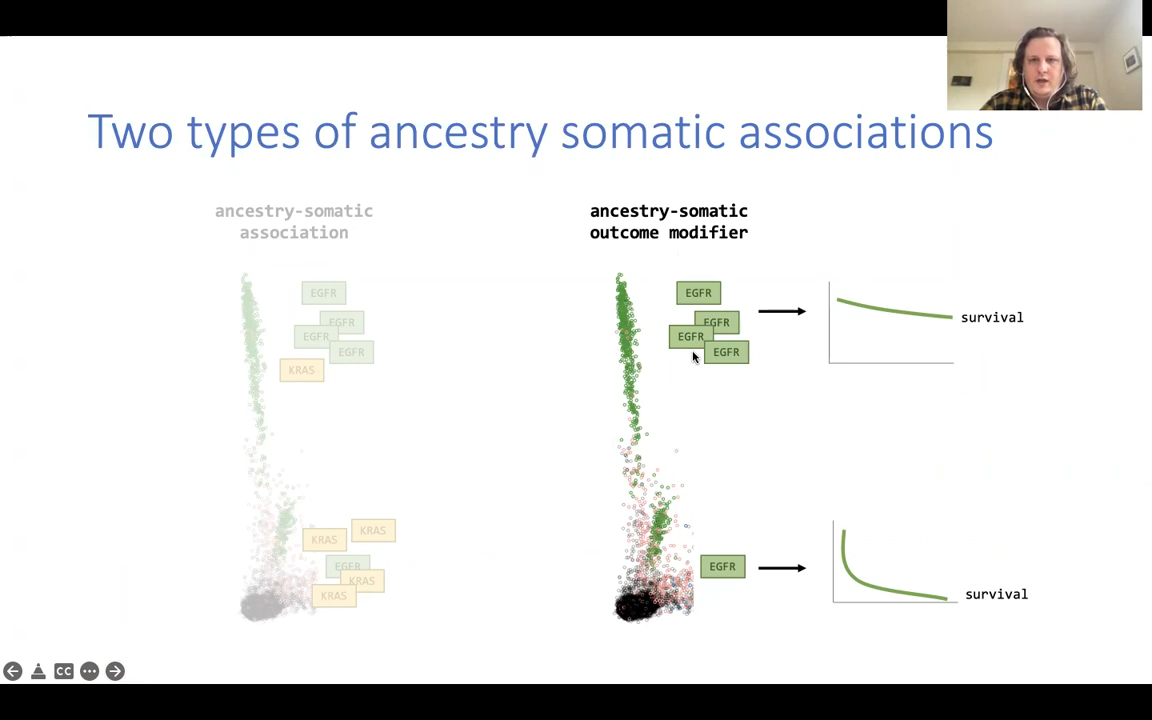 Two types of ancestry somatic associations
ancestry-somatic
association
EGFR
EGFR
EGFR
EGFR
KRAS
KRAS
KRAS
EGFR
KRAS
KRAS
ancestry-somatic
outcome modifier
EGFR
EGFR
EGFR
EGFR
survival
EGFR
survival
CC